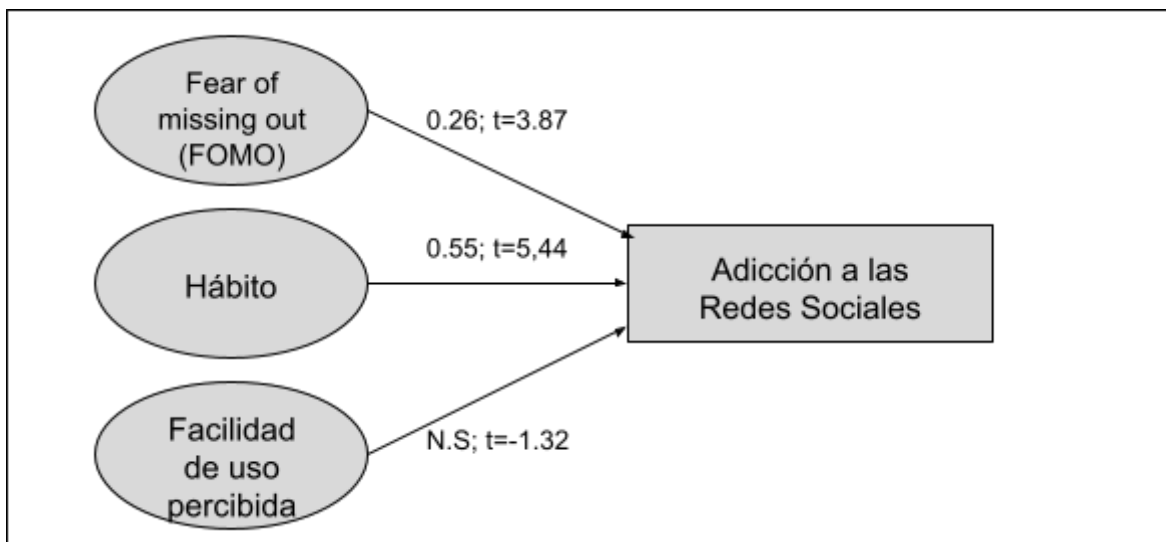 Fear of
missing out
(FOMO)
0.26; t=3.87
Hábito
0.55; t=5,44
Adicción a las
Redes Sociales
Facilidad
de uso
percibida
N.S; t=-1.32